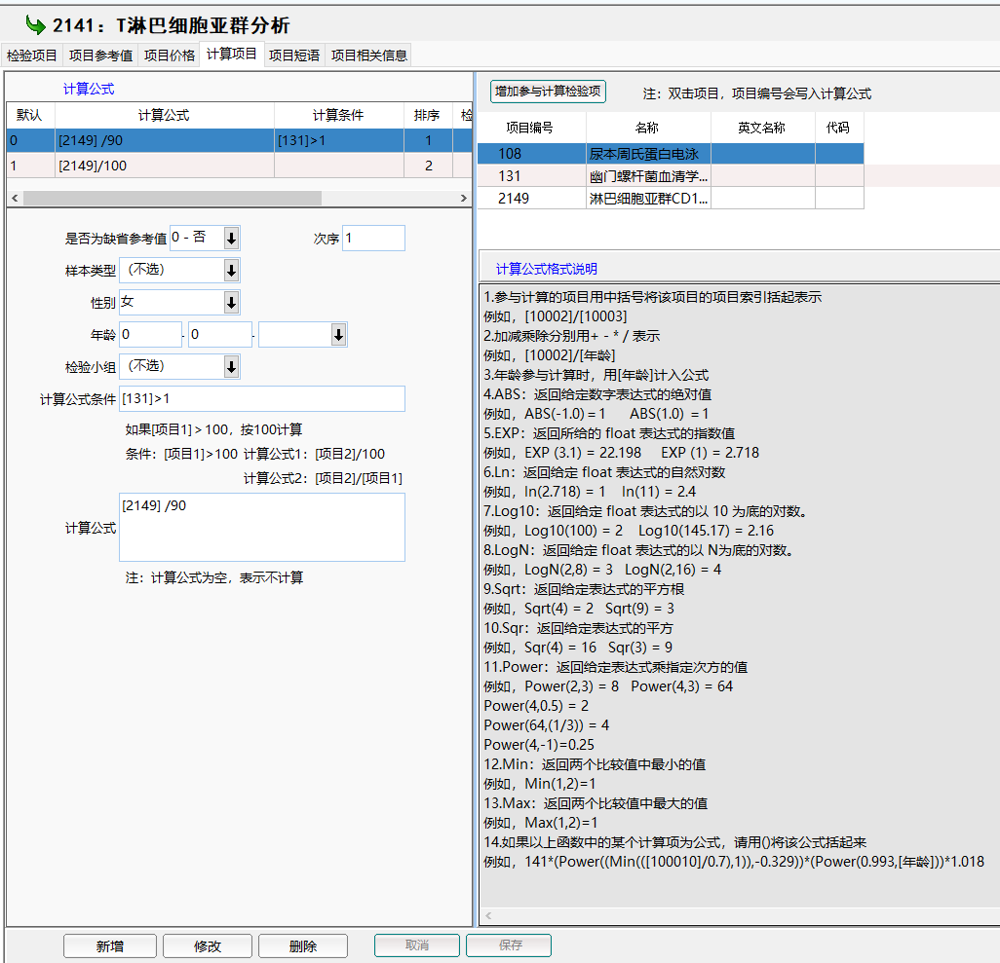 2141：T淋巴细胞亚群分析
检验项目 项目参考值 项目价格 计算项目 项目短语 项目相关信息
计算公式
默认 计算公式 计算条件 排序 检
0 [2149] /90 [131]>1 1
1 [2149]/100 2
是否为缺省参考值 0 - 否 次序 1
样本类型 （不选）
性别 女
年龄 0 - 0 -
检验小组 （不选）
计算公式条件 [131]>1
如果[项目1]＞100，按100计算
条件：[项目1]>100 计算公式1：[项目2]/100
计算公式2：[项目2]/[项目1]
计算公式 [2149] /90
注：计算公式为空，表示不计算
增加参与计算检验项 注：双击项目，项目编号会写入计算公式
项目编号 名称 英文名称 代码
108 尿本周氏蛋白电泳
131 幽门螺杆菌血清学...
2149 淋巴细胞亚群CD1...
计算公式格式说明
1.参与计算的项目用中括号将该项目的项目索引括起表示
例如，[10002]/[10003]
2.加减乘除分别用+ - * / 表示
例如，[10002]/[年龄]
3.年龄参与计算时，用[年龄]计入公式
4.ABS：返回给定数字表达式的绝对值
例如，ABS(-1.0) = 1 ABS(1.0) = 1
5.EXP：返回所给的 float 表达式的指数值
例如，EXP (3.1) = 22.198 EXP (1) = 2.718
6.Ln：返回给定 float 表达式的自然对数
例如，ln(2.718) = 1 ln(11) = 2.4
7.Log10：返回给定 float 表达式的以 10 为底的对数。
例如，Log10(100) = 2 Log10(145.17) = 2.16
8.LogN：返回给定 float 表达式的以 N为底的对数。
例如，LogN(2,8) = 3 LogN(2,16) = 4
9.Sqrt：返回给定表达式的平方根
例如，Sqrt(4) = 2 Sqrt(9) = 3
10.Sqr：返回给定表达式的平方
例如，Sqr(4) = 16 Sqr(3) = 9
11.Power：返回给定表达式乘指定次方的值
例如，Power(2,3) = 8 Power(4,3) = 64
Power(4,0.5) = 2
Power(64,(1/3)) = 4
Power(4,-1)=0.25
12.Min：返回两个比较值中最小的值
例如，Min(1,2)=1
13.Max：返回两个比较值中最大的值
例如，Max(1,2)=1
14.如果以上函数中的某个计算项为公式，请用()将该公式括起来
例如，141*(Power((Min(([100010]/0.7),1)),-0.329))*(Power(0.993,[年龄]))*1.018
新增 修改 删除 取消 保存